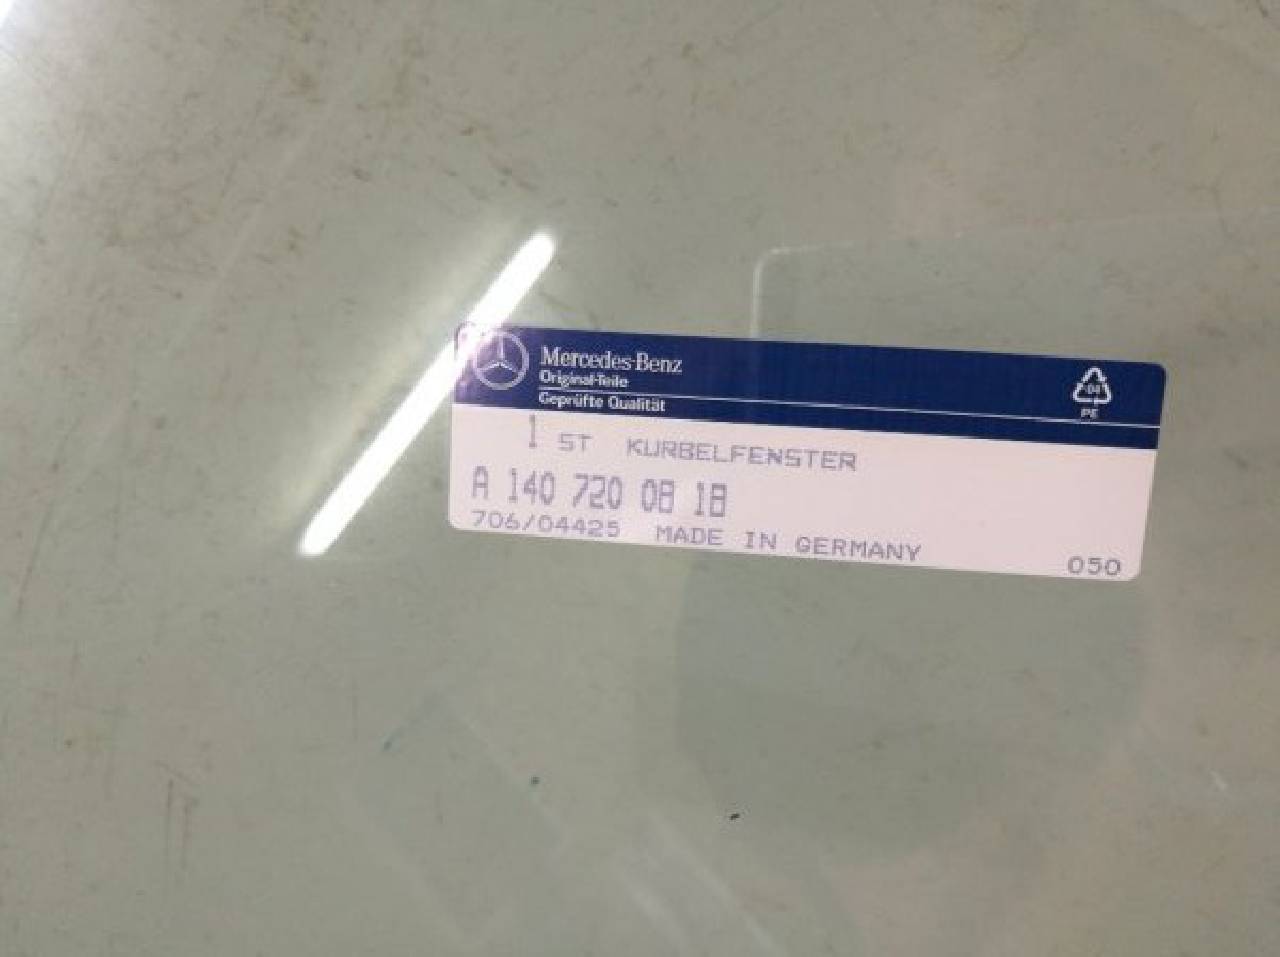 Mercedes-Benz
Original-Teile
Geprüfte Qualität
04
PE
1 ST KURBELFENSTER
A 140 720 08 18
706/04425 MADE IN GERMANY
050